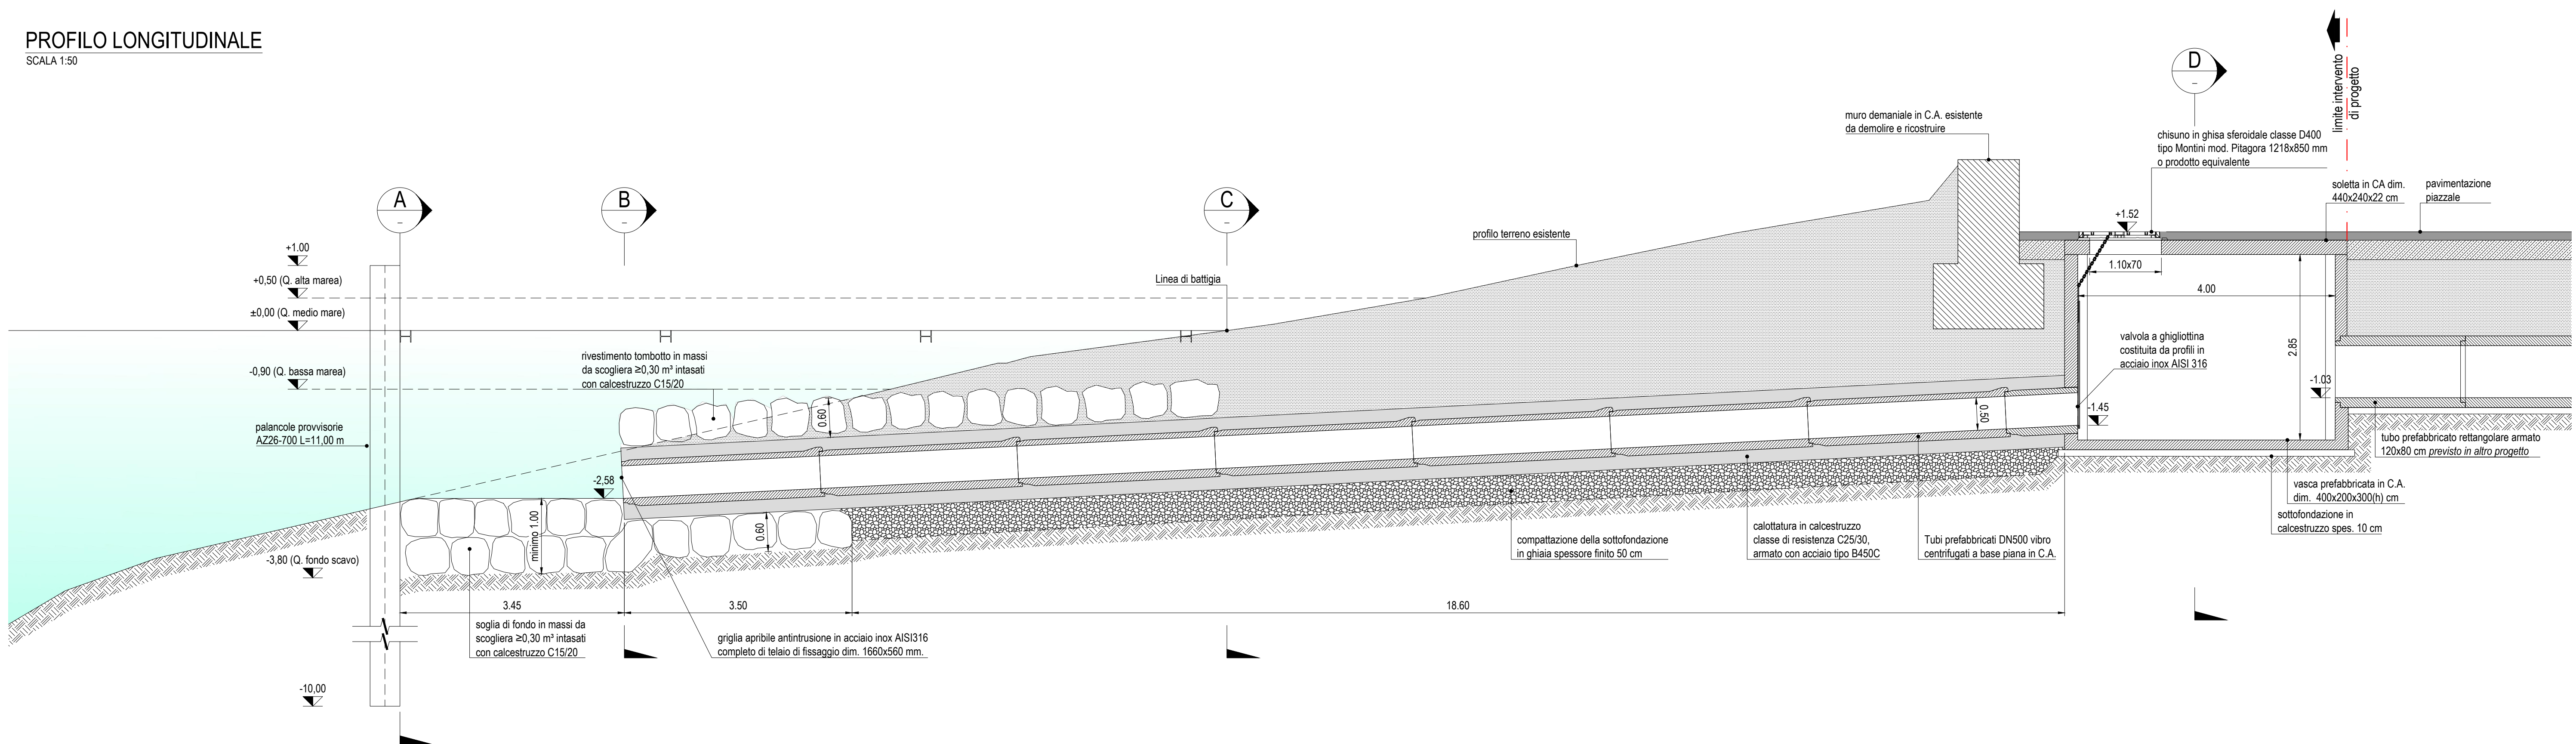 PROFILO LONGITUDINALE
SCALA 1:50
A
–
B
–
C
–
D
–
limite intervento
di progetto
+1.00
+0,50 (Q. alta marea)
±0,00 (Q. medio mare)
-0,90 (Q. bassa marea)
palancole provvisorie
AZ26-700 L=11,00 m
-3,80 (Q. fondo scavo)
-10,00
rivestimento tombotto in massi
da scogliera ≥0,30 m³ intasati
con calcestruzzo C15/20
0.60
-2,58
minimo 1.00
0.60
3.45
3.50
18.60
soglia di fondo in massi da
scogliera ≥0,30 m³ intasati
con calcestruzzo C15/20
griglia apribile antintrusione in acciaio inox AISI316
completo di telaio di fissaggio dim. 1660x560 mm.
Linea di battigia
profilo terreno esistente
muro demaniale in C.A. esistente
da demolire e ricostruire
chisuno in ghisa sferoidale classe D400
tipo Montini mod. Pitagora 1218x850 mm
o prodotto equivalente
soletta in CA dim.
440x240x22 cm
pavimentazione
piazzale
+1.52
1.10x70
4.00
2.85
valvola a ghigliottina
costituita da profili in
acciaio inox AISI 316
-1.03
-1.45
0.50
tubo prefabbricato rettangolare armato
120x80 cm previsto in altro progetto
vasca prefabbricata in C.A.
dim. 400x200x300(h) cm
sottofondazione in
calcestruzzo spes. 10 cm
compattazione della sottofondazione
in ghiaia spessore finito 50 cm
calottatura in calcestruzzo
classe di resistenza C25/30,
armato con acciaio tipo B450C
Tubi prefabbricati DN500 vibro
centrifugati a base piana in C.A.